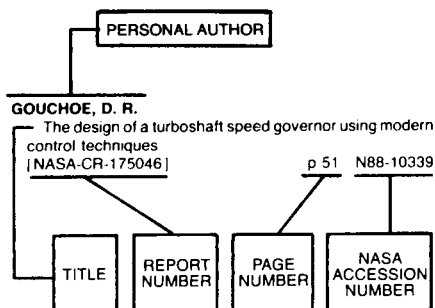 PERSONAL AUTHOR
GOUCHOE, D. R.
The design of a turboshaft speed governor using modern
control techniques
[NASA-CR-175046] p 51 N88-10339
TITLE
REPORT
NUMBER
PAGE
NUMBER
NASA
ACCESSION
NUMBER